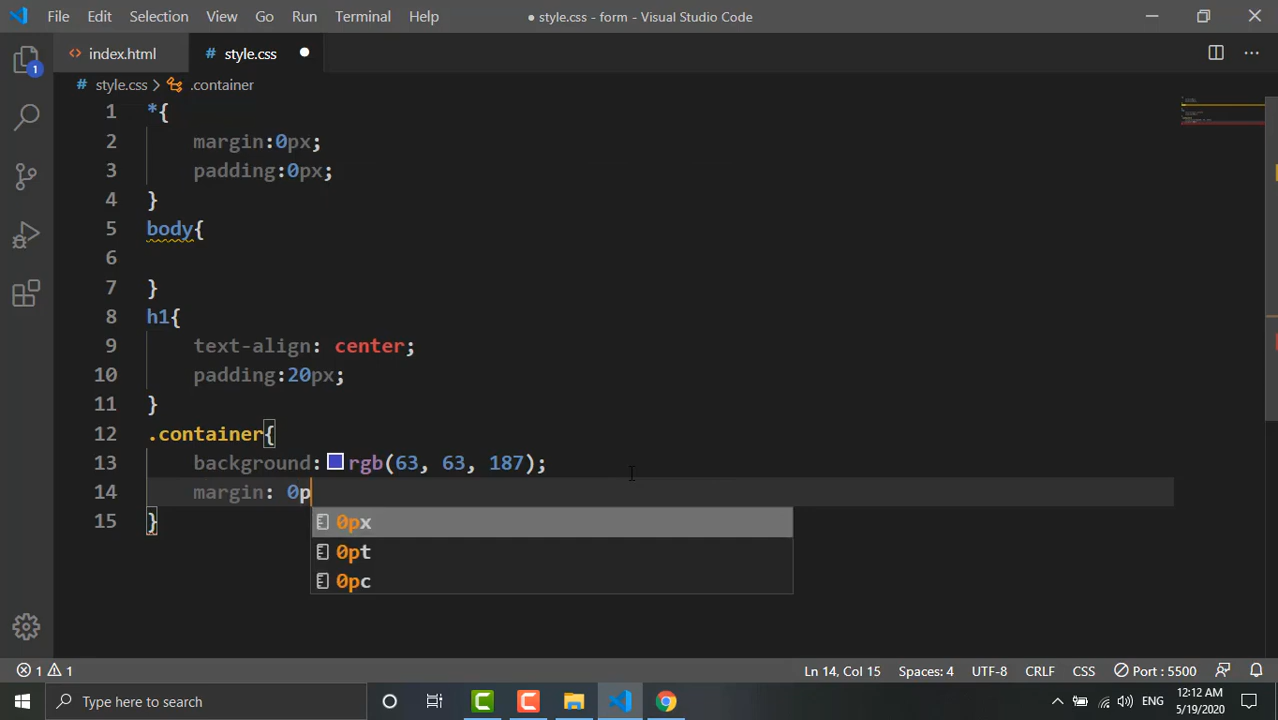 File Edit Selection View Go Run Terminal Help ● style.css - form - Visual Studio Code
<> index.html # style.css ●
# style.css > .container
1
1 *{
2 margin:0px;
3 padding:0px;
4 }
5 body{
6
7 }
8 h1{
9 text-align: center;
10 padding:20px;
11 }
12 .container{
13 background: rgb(63, 63, 187);
14 margin: 0p
0px
0pt
0pc
15 }
1 1 Ln 14, Col 15 Spaces: 4 UTF-8 CRLF CSS Port : 5500
Type here to search ENG 12:12 AM
5/19/2020